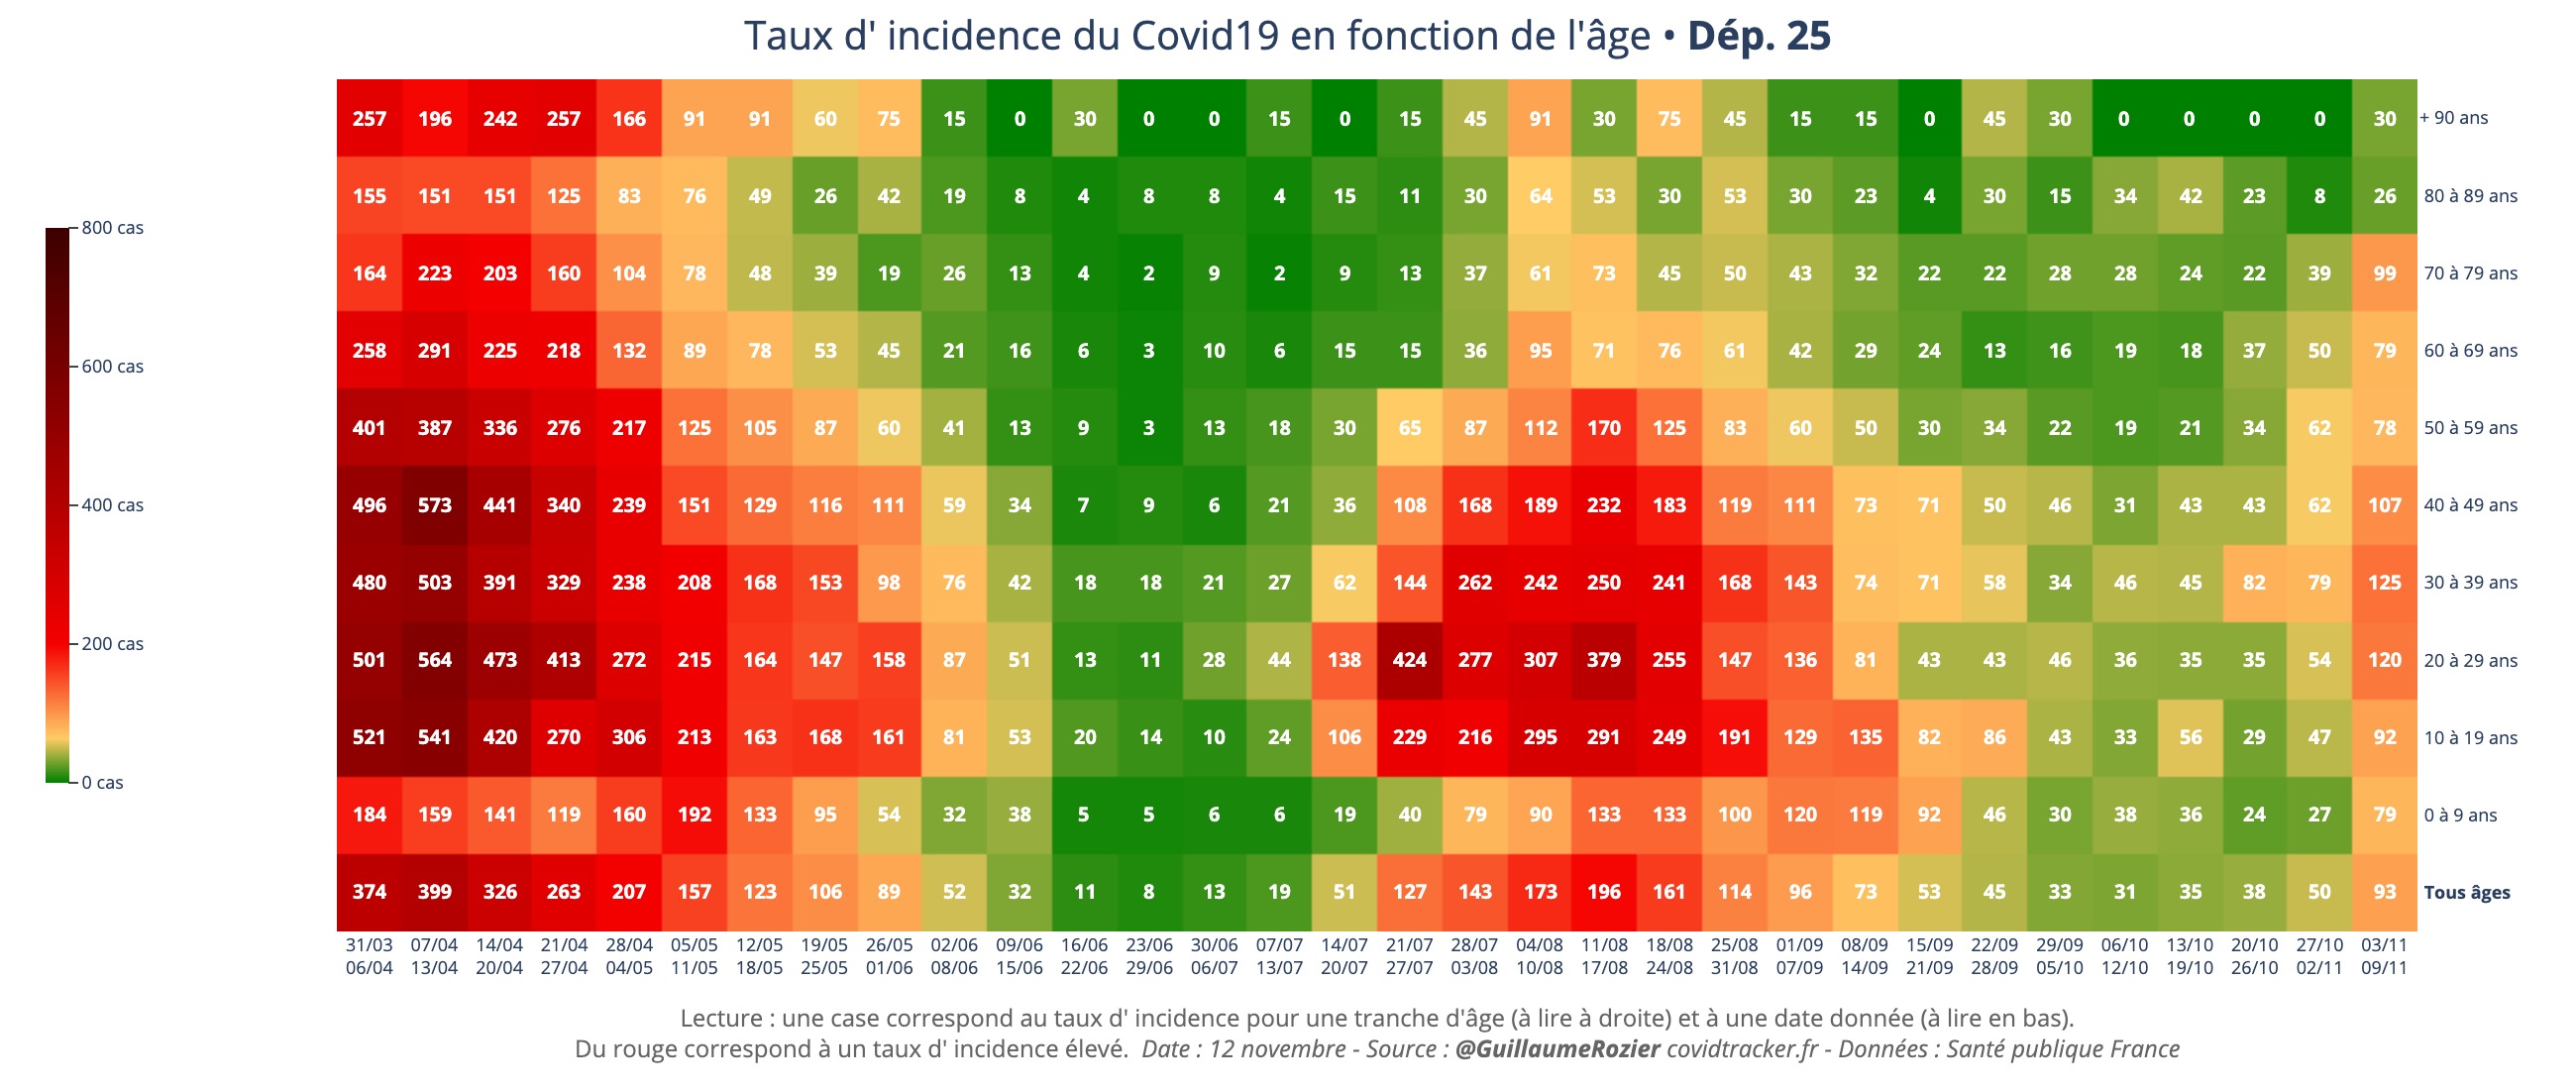 Taux d' incidence du Covid19 en fonction de l'âge • Dép. 25
800 cas
600 cas
400 cas
200 cas
0 cas
257 196 242 257 166 91 91 60 75 15 0 30 0 0 15 0 15 45 91 30 75 45 15 15 0 45 30 0 0 0 0 30 + 90 ans
155 151 151 125 83 76 49 26 42 19 8 4 8 8 4 15 11 30 64 53 30 53 30 23 4 30 15 34 42 23 8 26 80 à 89 ans
164 223 203 160 104 78 48 39 19 26 13 4 2 9 2 9 13 37 61 73 45 50 43 32 22 22 28 28 24 22 39 99 70 à 79 ans
258 291 225 218 132 89 78 53 45 21 16 6 3 10 6 15 15 36 95 71 76 61 42 29 24 13 16 19 18 37 50 79 60 à 69 ans
401 387 336 276 217 125 105 87 60 41 13 9 3 13 18 30 65 87 112 170 125 83 60 50 30 34 22 19 21 34 62 78 50 à 59 ans
496 573 441 340 239 151 129 116 111 59 34 7 9 6 21 36 108 168 189 232 183 119 111 73 71 50 46 31 43 43 62 107 40 à 49 ans
480 503 391 329 238 208 168 153 98 76 42 18 18 21 27 62 144 262 242 250 241 168 143 74 71 58 34 46 45 82 79 125 30 à 39 ans
501 564 473 413 272 215 164 147 158 87 51 13 11 28 44 138 424 277 307 379 255 147 136 81 43 43 46 36 35 35 54 120 20 à 29 ans
521 541 420 270 306 213 163 168 161 81 53 20 14 10 24 106 229 216 295 291 249 191 129 135 82 86 43 33 56 29 47 92 10 à 19 ans
184 159 141 119 160 192 133 95 54 32 38 5 5 6 6 19 40 79 90 133 133 100 120 119 92 46 30 38 36 24 27 79 0 à 9 ans
374 399 326 263 207 157 123 106 89 52 32 11 8 13 19 51 127 143 173 196 161 114 96 73 53 45 33 31 35 38 50 93 Tous âges
31/03 07/04 14/04 21/04 28/04 05/05 12/05 19/05 26/05 02/06 09/06 16/06 23/06 30/06 07/07 14/07 21/07 28/07 04/08 11/08 18/08 25/08 01/09 08/09 15/09 22/09 29/09 06/10 13/10 20/10 27/10 03/11
06/04 13/04 20/04 27/04 04/05 11/05 18/05 25/05 01/06 08/06 15/06 22/06 29/06 06/07 13/07 20/07 27/07 03/08 10/08 17/08 24/08 31/08 07/09 14/09 21/09 28/09 05/10 12/10 19/10 26/10 02/11 09/11
Lecture : une case correspond au taux d' incidence pour une tranche d'âge (à lire à droite) et à une date donnée (à lire en bas).
Du rouge correspond à un taux d' incidence élevé. Date : 12 novembre - Source : @GuillaumeRozier covidtracker.fr - Données : Santé publique France